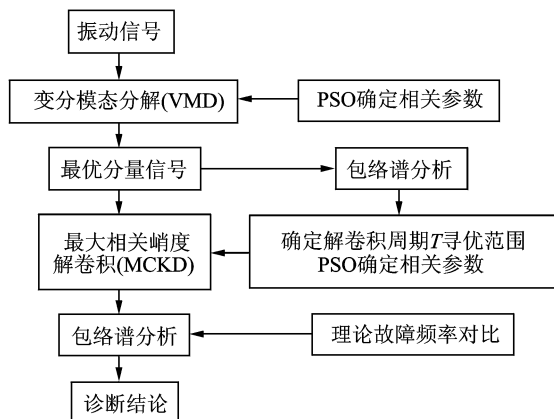 振动信号
变分模态分解(VMD)
PSO确定相关参数
最优分量信号
包络谱分析
最大相关峭度
解卷积(MCKD)
确定解卷积周期T寻优范围
PSO确定相关参数
包络谱分析
理论故障频率对比
诊断结论